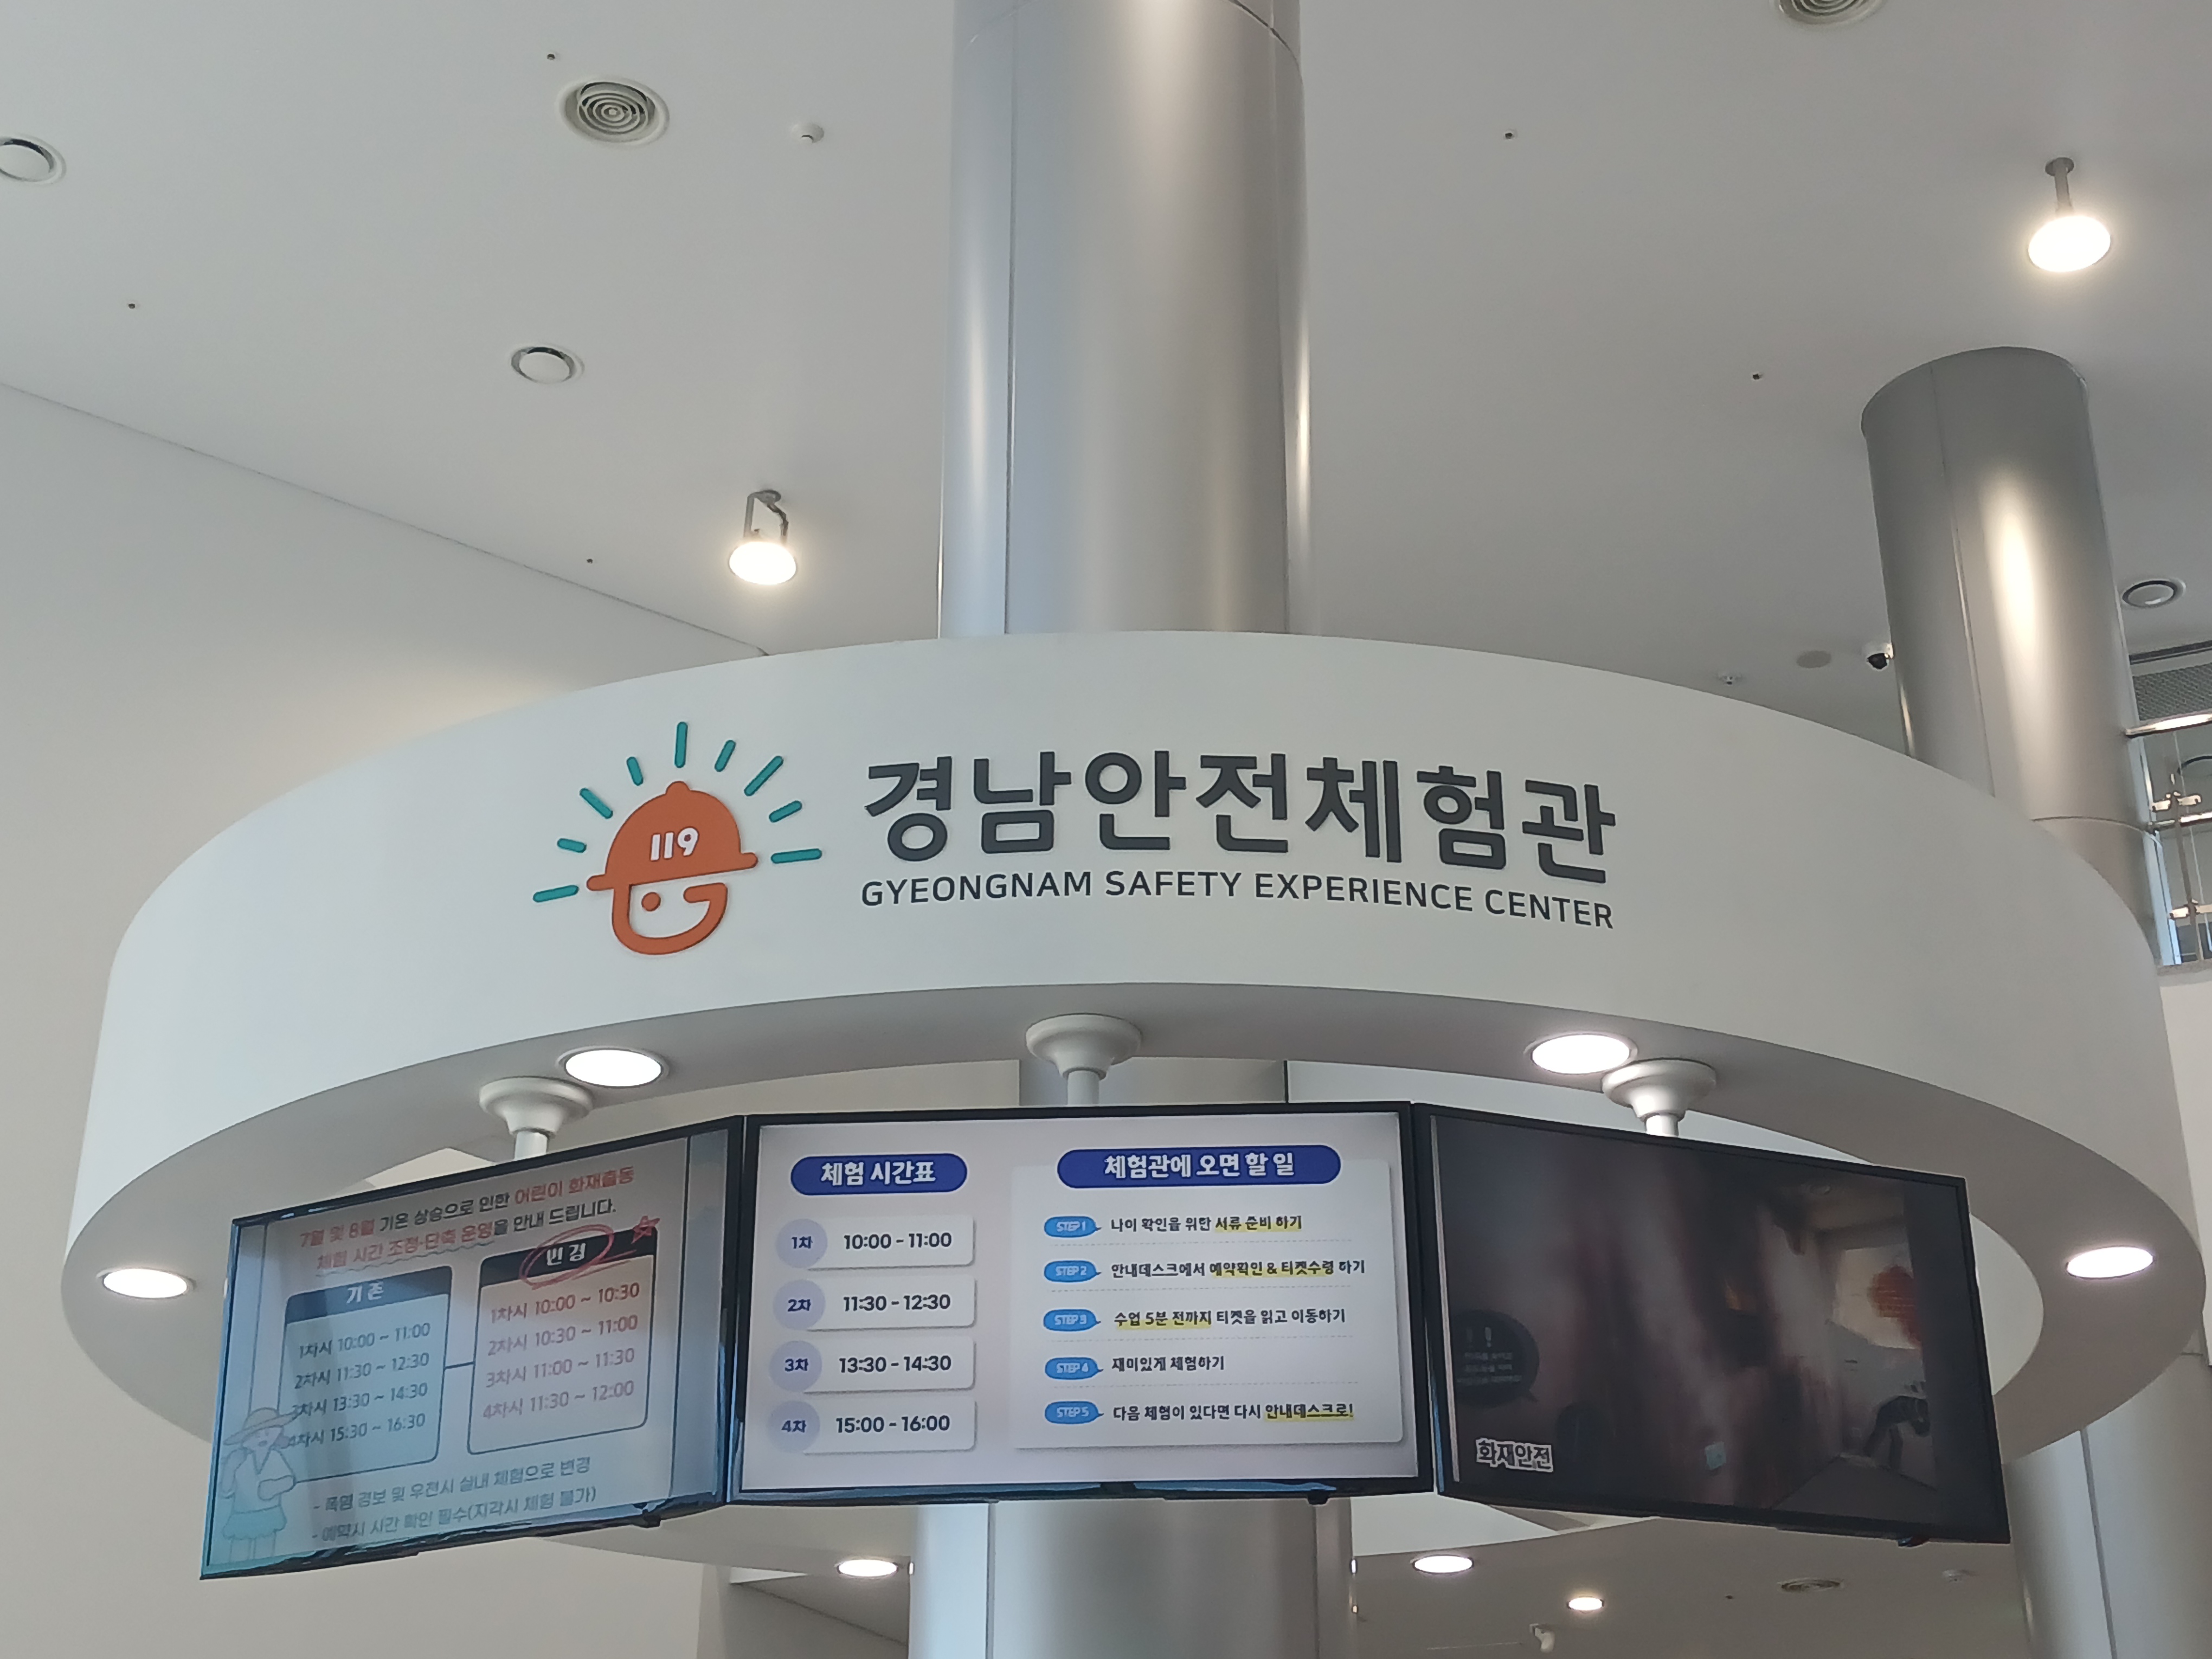 119
경남안전체험관
GYEONGNAM SAFETY EXPERIENCE CENTER
7월 및 8월 기온 상승으로 인한 어린이 화재출동
체험 시간 조정·단축 운영을 안내 드립니다.
기존
1차시 10:00 ~ 11:00
2차시 11:30 ~ 12:30
3차시 13:30 ~ 14:30
4차시 15:30 ~ 16:30
변경
1차시 10:00 ~ 10:30
2차시 10:30 ~ 11:00
3차시 11:00 ~ 11:30
4차시 11:30 ~ 12:00
- 폭염 경보 및 우천시 실내 체험으로 변경
- 예약시 시간 확인 필수(지각시 체험 불가)
체험 시간표
1차 10:00 - 11:00
2차 11:30 - 12:30
3차 13:30 - 14:30
4차 15:00 - 16:00
체험관에 오면 할 일
STEP 1 나이 확인을 위한 서류 준비 하기
STEP 2 안내데스크에서 예약확인 & 티켓수령 하기
STEP 3 수업 5분 전까지 티켓을 읽고 이동하기
STEP 4 재미있게 체험하기
STEP 5 다음 체험이 있다면 다시 안내데스크로!
화재안전